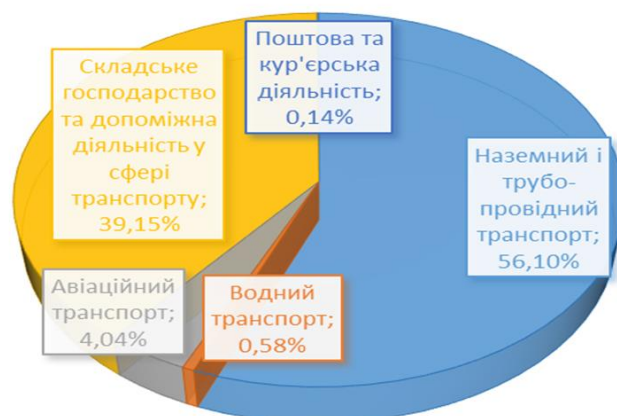 Поштова та
кур'єрська
діяльність;
0,14%
Складське
господарство
та допоміжна
діяльність у
сфері
транспорту;
39,15%
Наземний і
трубо-
провідний
транспорт;
56,10%
Авіаційний
транспорт;
4,04%
Водний
транспорт;
0,58%